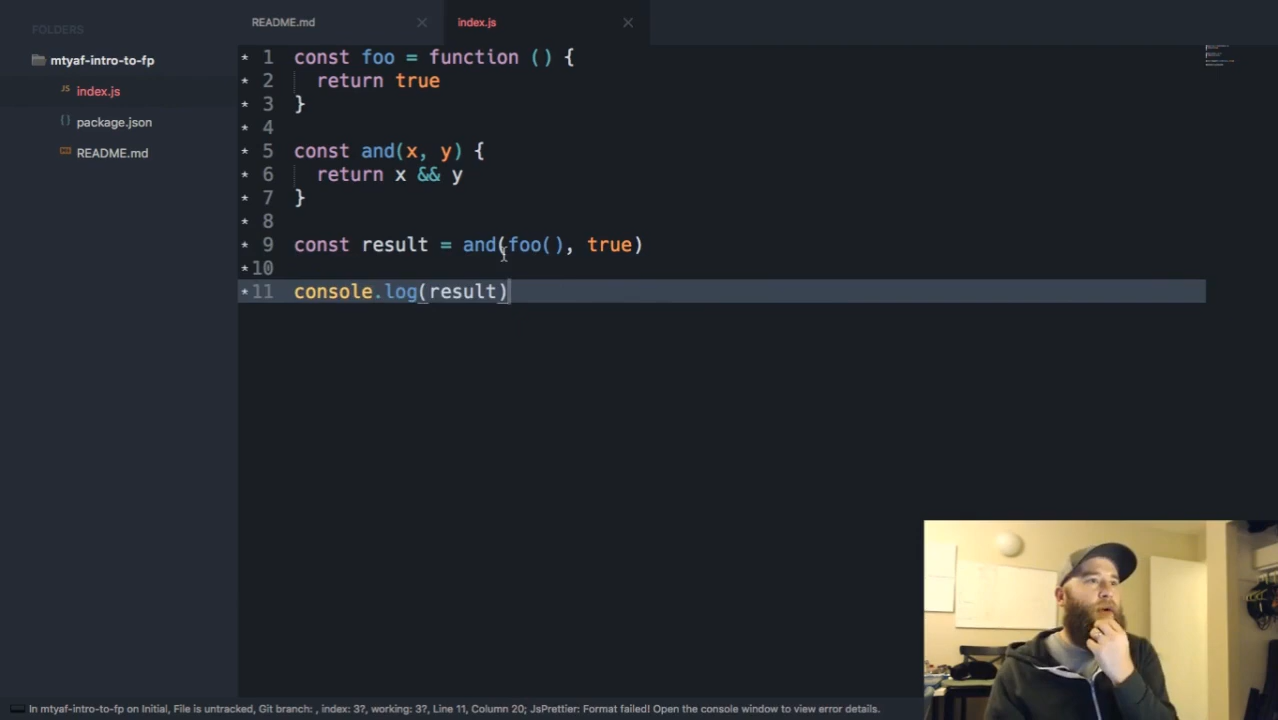 FOLDERS
mtyaf-intro-to-fp
JS index.js
{} package.json
README.md
README.md ×
index.js ×
* 1 const foo = function () {
* 2 return true
* 3 }
* 4
* 5 const and(x, y) {
* 6 return x && y
* 7 }
* 8
* 9 const result = and(foo(), true)
* 10
* 11 console.log(result)
In mtyaf-intro-to-fp on Initial, File is untracked, Git branch: , index: 3?, working: 3?, Line 11, Column 20; JsPrettier: Format failed! Open the console window to view error details.